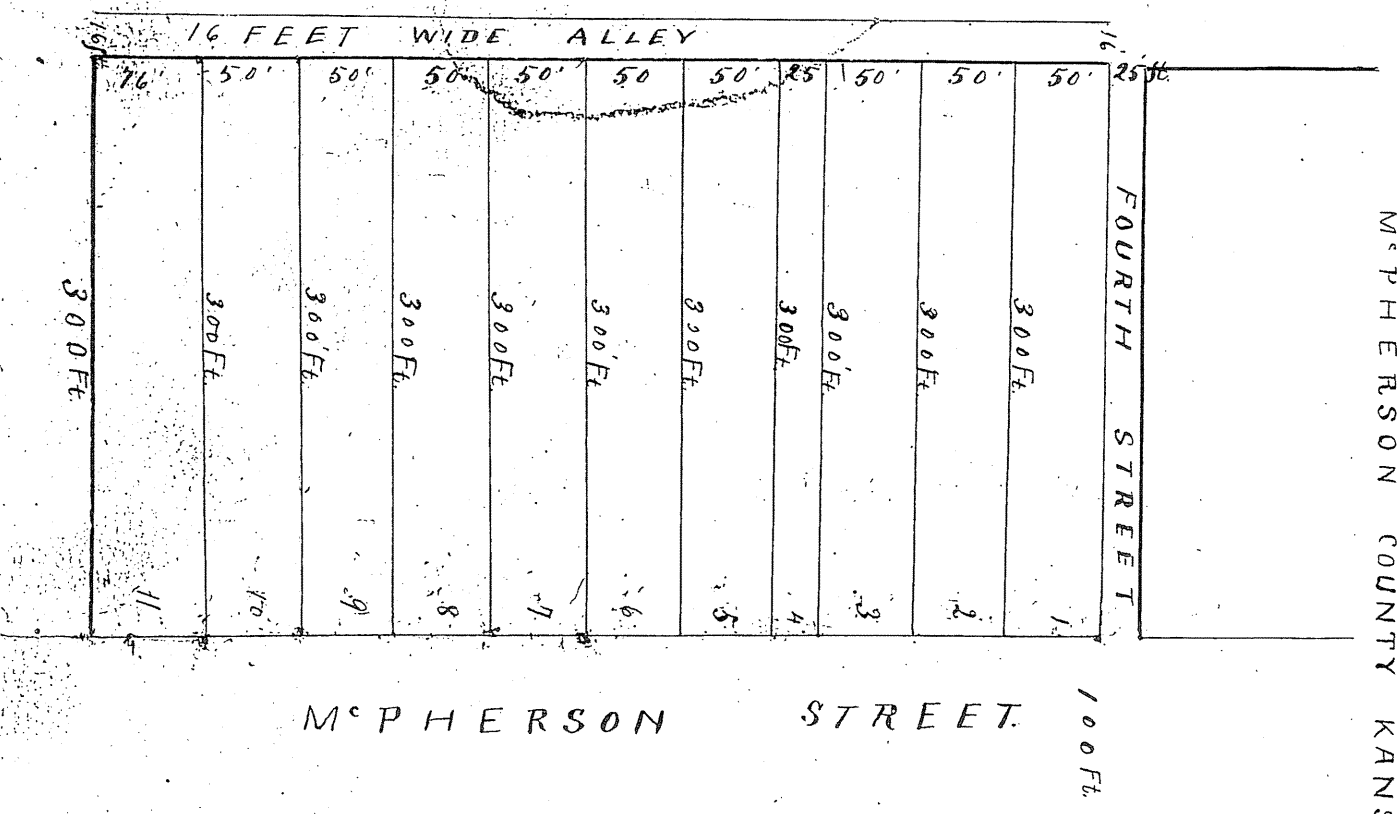 16 FEET WIDE ALLEY
16 ft
16'
76' 50' 50' 50 50' 50 50' 25 50' 50' 50' 25 ft.
300 Ft. 300 Ft. 300' Ft. 300 Ft. 300 Ft. 300' Ft. 300 Ft. 300 Ft. 300' Ft. 300 Ft. 300 Ft.
FOURTH STREET
11 10 9 8 7 6 5 4 3 2 1.
McPHERSON STREET.
100 Ft.
McPHERSON COUNTY KANS